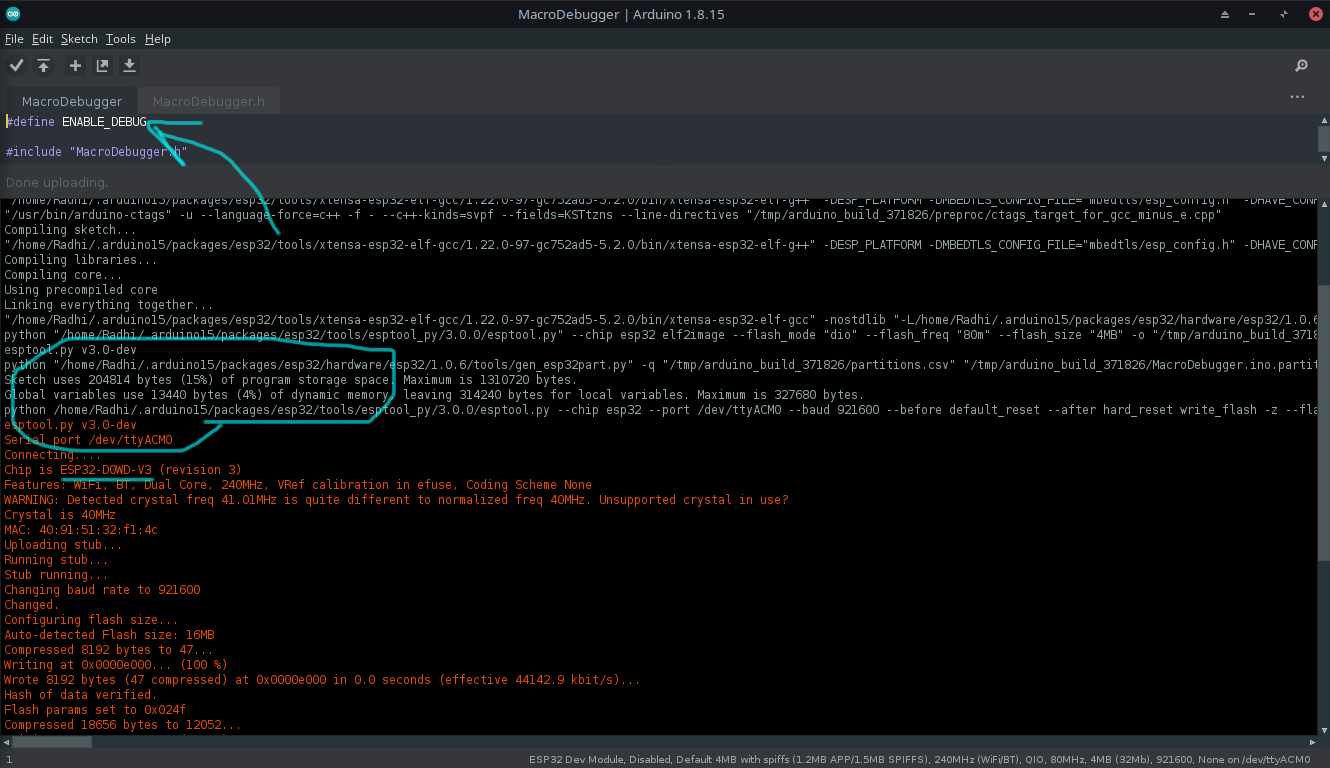 MacroDebugger | Arduino 1.8.15
File Edit Sketch Tools Help
MacroDebugger MacroDebugger.h
#define ENABLE_DEBUG
#include "MacroDebugger.h"
Done uploading.
"/home/Radhi/.arduino15/packages/esp32/tools/xtensa-esp32-elf-gcc/1.22.0-97-gc752ad5-5.2.0/bin/xtensa-esp32-elf-g++" -DESP_PLATFORM -DMBEDTLS_CONFIG_FILE="mbedtls/esp_config.h" -DHAVE_CONF
"/usr/bin/arduino-ctags" -u --language-force=c++ -f - --c++-kinds=svpf --fields=KSTtzns --line-directives "/tmp/arduino_build_371826/preproc/ctags_target_for_gcc_minus_e.cpp"
Compiling sketch...
"/home/Radhi/.arduino15/packages/esp32/tools/xtensa-esp32-elf-gcc/1.22.0-97-gc752ad5-5.2.0/bin/xtensa-esp32-elf-g++" -DESP_PLATFORM -DMBEDTLS_CONFIG_FILE="mbedtls/esp_config.h" -DHAVE_CONF
Compiling libraries...
Compiling core...
Using precompiled core
Linking everything together...
"/home/Radhi/.arduino15/packages/esp32/tools/xtensa-esp32-elf-gcc/1.22.0-97-gc752ad5-5.2.0/bin/xtensa-esp32-elf-gcc" -nostdlib "-L/home/Radhi/.arduino15/packages/esp32/hardware/esp32/1.0.6
python "/home/Radhi/.arduino15/packages/esp32/tools/esptool_py/3.0.0/esptool.py" --chip esp32 elf2image --flash_mode "dio" --flash_freq "80m" --flash_size "4MB" -o "/tmp/arduino_build_3718
esptool.py v3.0-dev
python "/home/Radhi/.arduino15/packages/esp32/hardware/esp32/1.0.6/tools/gen_esp32part.py" -q "/tmp/arduino_build_371826/partitions.csv" "/tmp/arduino_build_371826/MacroDebugger.ino.partit
Sketch uses 204814 bytes (15%) of program storage space. Maximum is 1310720 bytes.
Global variables use 13440 bytes (4%) of dynamic memory, leaving 314240 bytes for local variables. Maximum is 327680 bytes.
python /home/Radhi/.arduino15/packages/esp32/tools/esptool_py/3.0.0/esptool.py --chip esp32 --port /dev/ttyACM0 --baud 921600 --before default_reset --after hard_reset write_flash -z --fla
esptool.py v3.0-dev
Serial port /dev/ttyACM0
Connecting....
Chip is ESP32-D0WD-V3 (revision 3)
Features: WiFi, BT, Dual Core, 240MHz, VRef calibration in efuse, Coding Scheme None
WARNING: Detected crystal freq 41.01MHz is quite different to normalized freq 40MHz. Unsupported crystal in use?
Crystal is 40MHz
MAC: 40:91:51:32:f1:4c
Uploading stub...
Running stub...
Stub running...
Changing baud rate to 921600
Changed.
Configuring flash size...
Auto-detected Flash size: 16MB
Compressed 8192 bytes to 47...
Writing at 0x0000e000... (100 %)
Wrote 8192 bytes (47 compressed) at 0x0000e000 in 0.0 seconds (effective 44142.9 kbit/s)...
Hash of data verified.
Flash params set to 0x024f
Compressed 18656 bytes to 12052...
1 ESP32 Dev Module, Disabled, Default 4MB with spiffs (1.2MB APP/1.5MB SPIFFS), 240MHz (WiFi/BT), QIO, 80MHz, 4MB (32Mb), 921600, None on /dev/ttyACM0